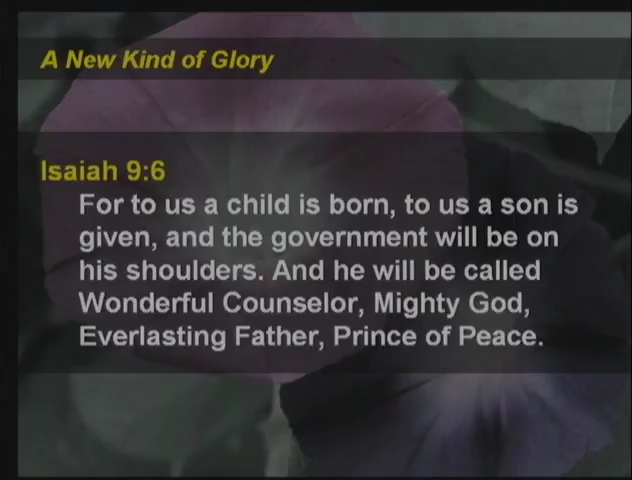 A New Kind of Glory
Isaiah 9:6
For to us a child is born, to us a son is
given, and the government will be on
his shoulders. And he will be called
Wonderful Counselor, Mighty God,
Everlasting Father, Prince of Peace.